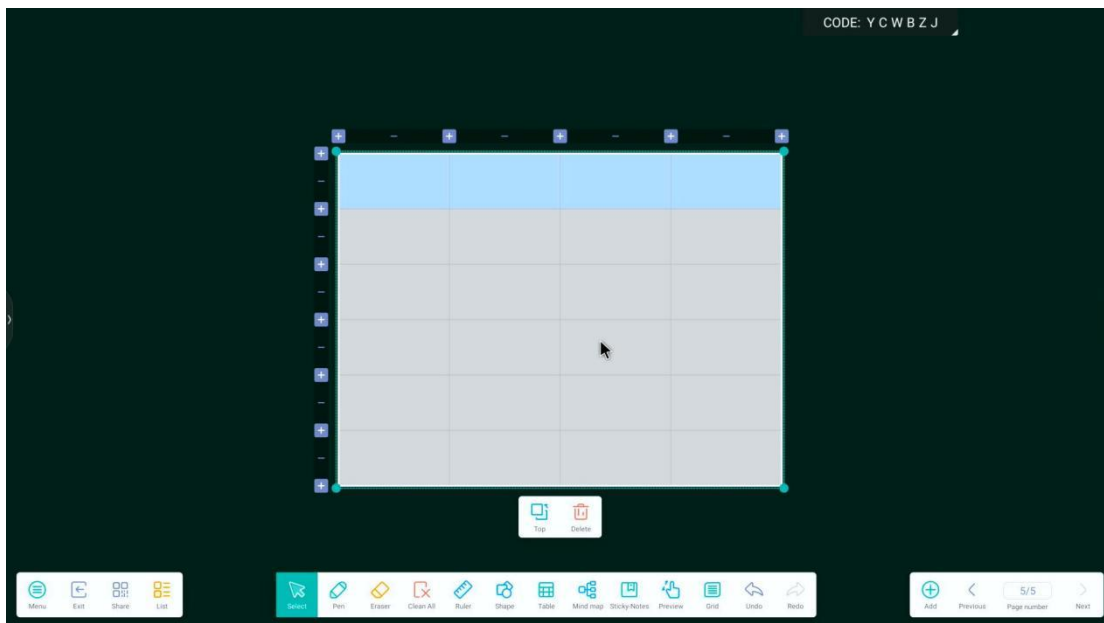 CODE: Y C W B Z J
Top Delete
Menu Exit Share List Select Pen Eraser Clean All Ruler Shape Table Mind map Sticky Notes Preview Grid Undo Redo Add Previous 5/5 Page number Next